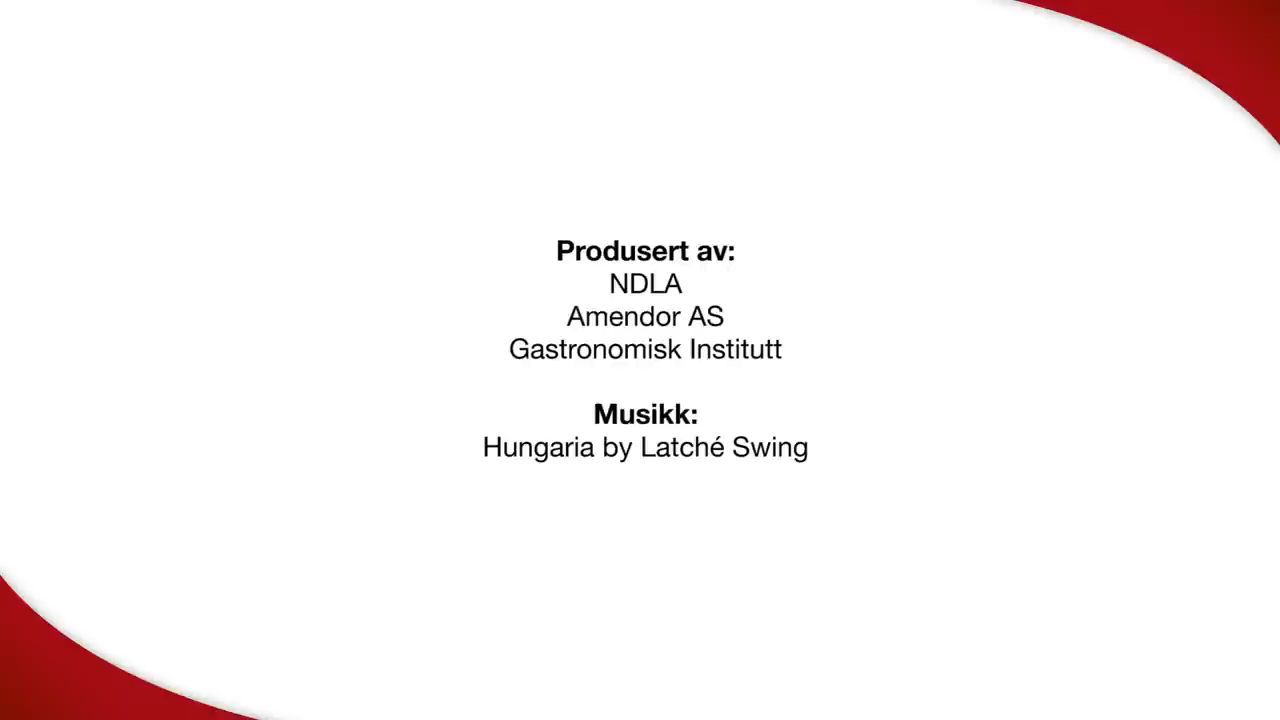 Produsert av:
NDLA
Amendor AS
Gastronomisk Institutt
Musikk:
Hungaria by Latché Swing